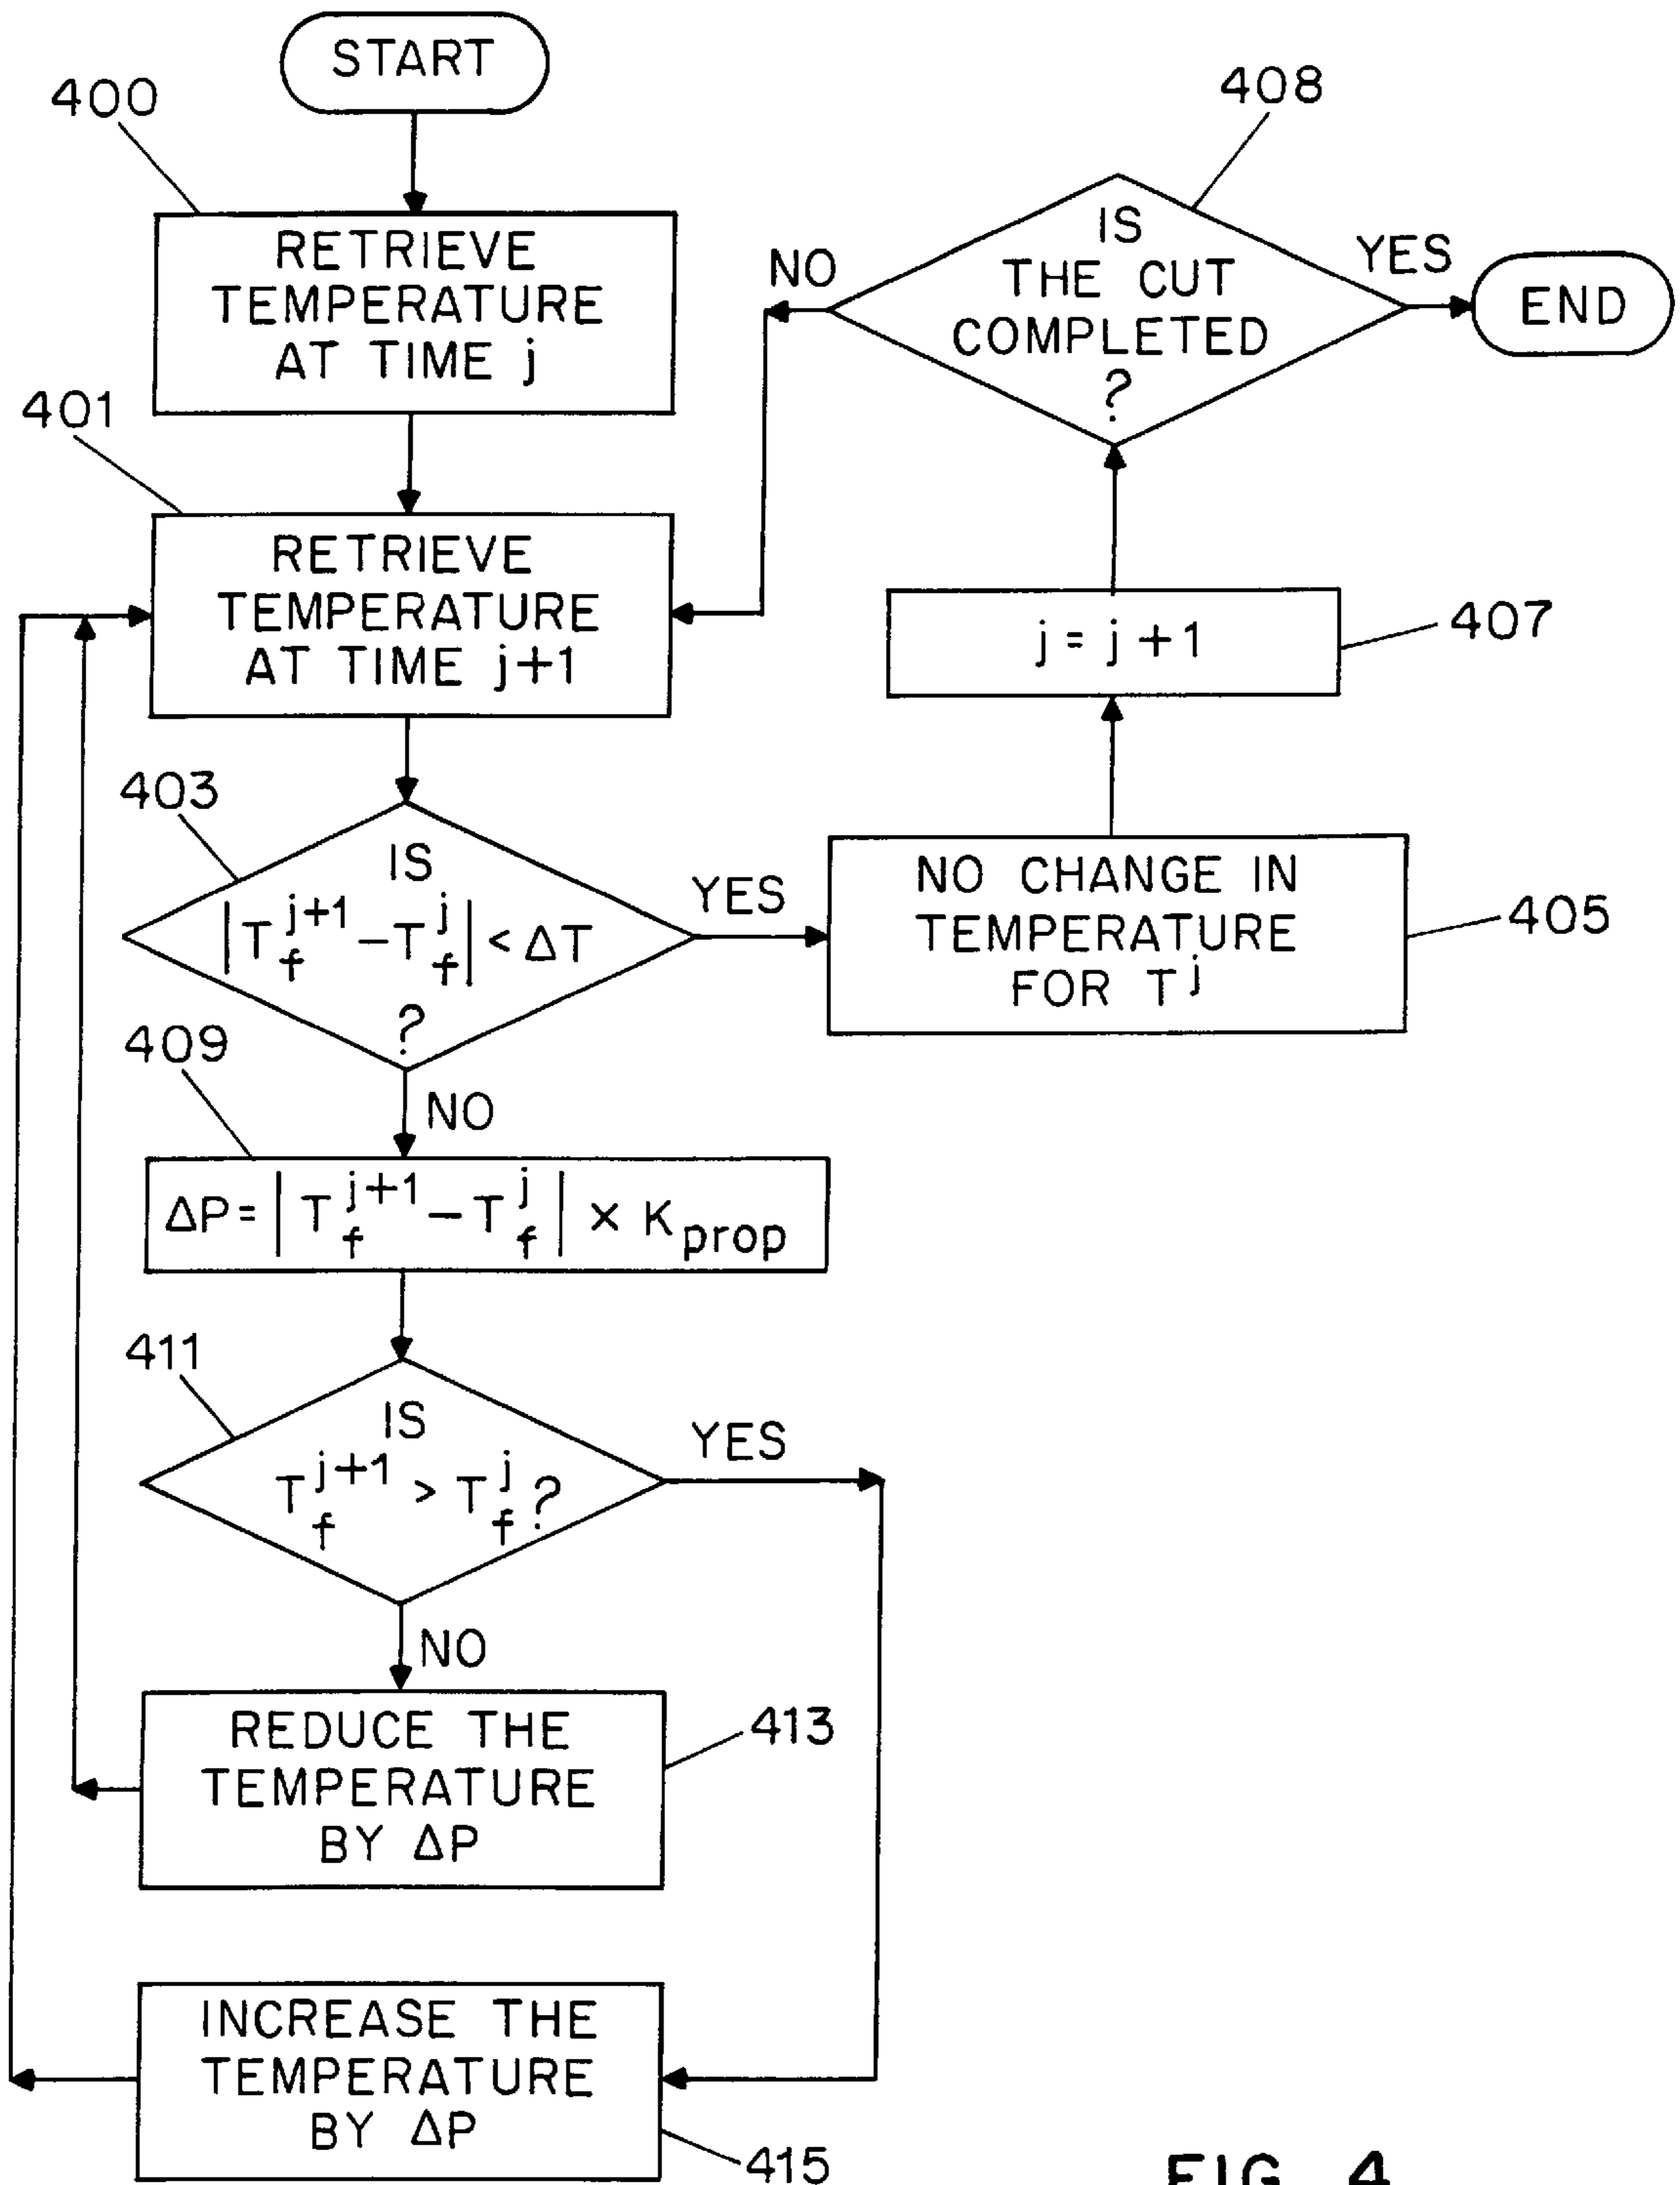 START
400
RETRIEVE
TEMPERATURE
AT TIME j
401
RETRIEVE
TEMPERATURE
AT TIME j+1
403
IS
|T_f^{j+1} - T_f^j| < ΔT
?
YES
NO
409
ΔP = |T_f^{j+1} - T_f^j| × K_prop
411
IS
T_f^{j+1} > T_f^j ?
YES
NO
REDUCE THE
TEMPERATURE
BY ΔP
413
INCREASE THE
TEMPERATURE
BY ΔP
415
NO CHANGE IN
TEMPERATURE
FOR T^j
405
j = j + 1
407
IS
THE CUT
COMPLETED
?
408
NO
YES
END
FIG. 4